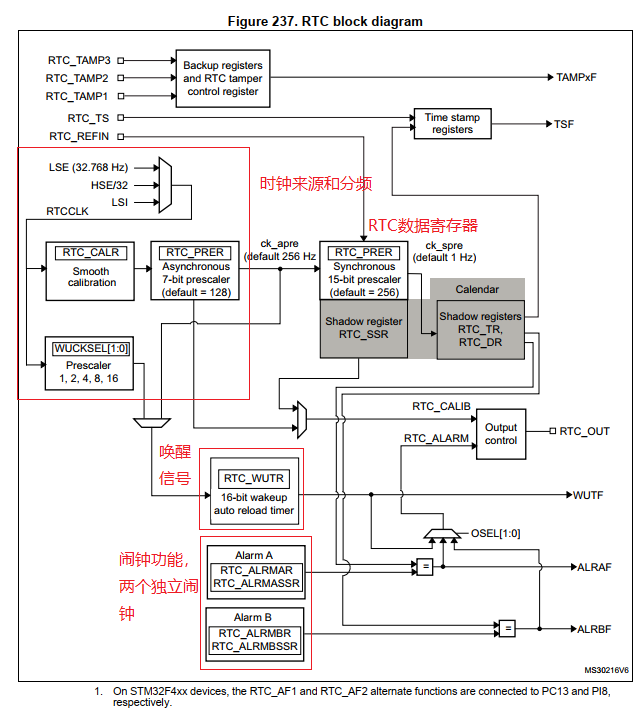 Figure 237. RTC block diagram
RTC_TAMP3
RTC_TAMP2
RTC_TAMP1
Backup registers
and RTC tamper
control register
TAMPxF
RTC_TS
RTC_REFIN
Time stamp
registers
TSF
LSE (32.768 Hz)
HSE/32
LSI
RTCCLK
时钟来源和分频
RTC数据寄存器
RTC_CALR
Smooth
calibration
RTC_PRER
Asynchronous
7-bit prescaler
(default = 128)
ck_apre
(default 256 Hz
RTC_PRER
Synchronous
15-bit prescaler
(default = 256)
ck_spre
(default 1 Hz)
Calendar
Shadow register
RTC_SSR
Shadow registers
RTC_TR,
RTC_DR
WUCKSEL[1:0]
Prescaler
1, 2, 4, 8, 16
RTC_CALIB
RTC_ALARM
Output
control
RTC_OUT
唤醒
信号
RTC_WUTR
16-bit wakeup
auto reload timer
WUTF
OSEL[1:0]
闹钟功能，
两个独立闹
钟
Alarm A
RTC_ALRMAR
RTC_ALRMASSR
=
ALRAF
Alarm B
RTC_ALRMBR
RTC_ALRMBSSR
=
ALRBF
MS30216V6
1. On STM32F4xx devices, the RTC_AF1 and RTC_AF2 alternate functions are connected to PC13 and PI8,
respectively.